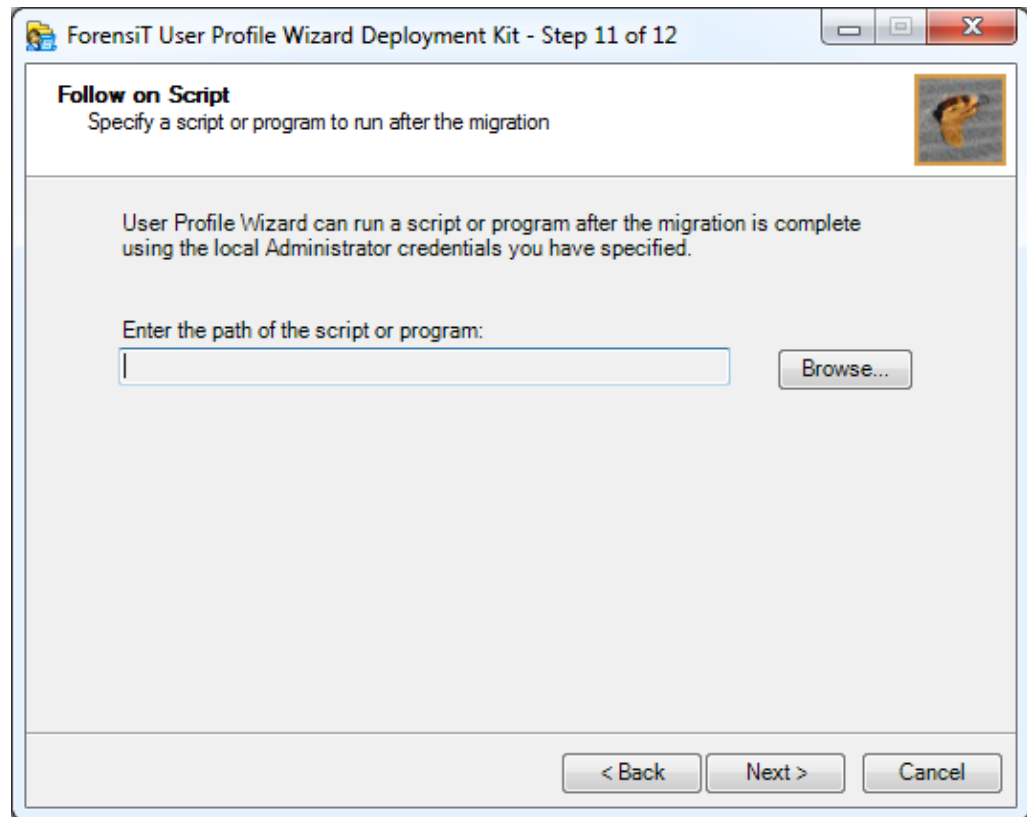 ForensiT User Profile Wizard Deployment Kit - Step 11 of 12
Follow on Script
Specify a script or program to run after the migration
User Profile Wizard can run a script or program after the migration is complete
using the local Administrator credentials you have specified.
Enter the path of the script or program:
Browse...
< Back
Next >
Cancel